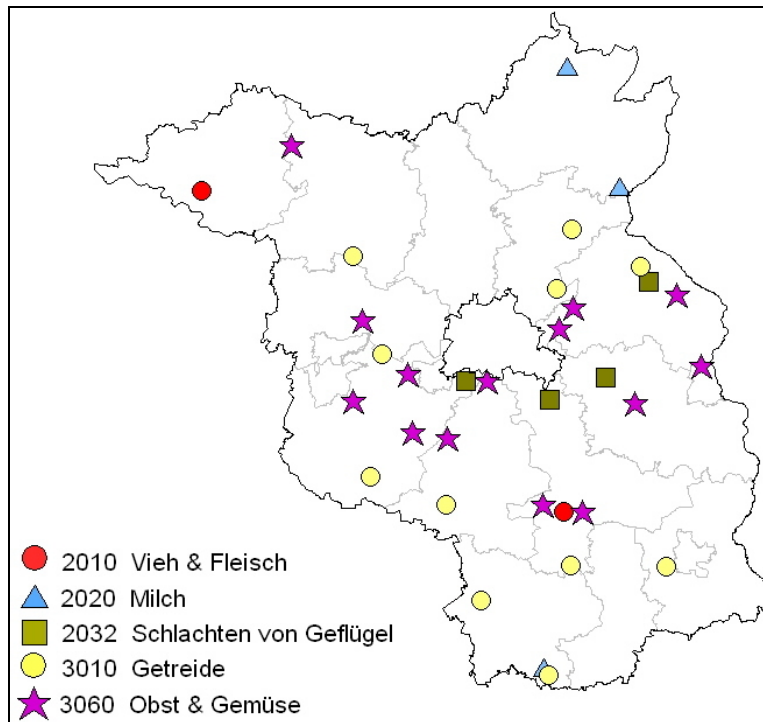 2010 Vieh & Fleisch
2020 Milch
2032 Schlachten von Geflügel
3010 Getreide
3060 Obst & Gemüse